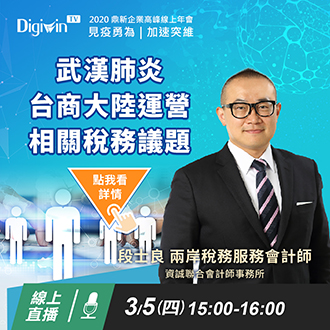 Digiwin TV
2020 鼎新企業高峰線上年會
見疫勇為｜加速突維
武漢肺炎
台商大陸運營
相關稅務議題
點我看
詳情
段士良 兩岸稅務服務會計師
資誠聯合會計師事務所
線上
直播
3/5(四) 15:00-16:00